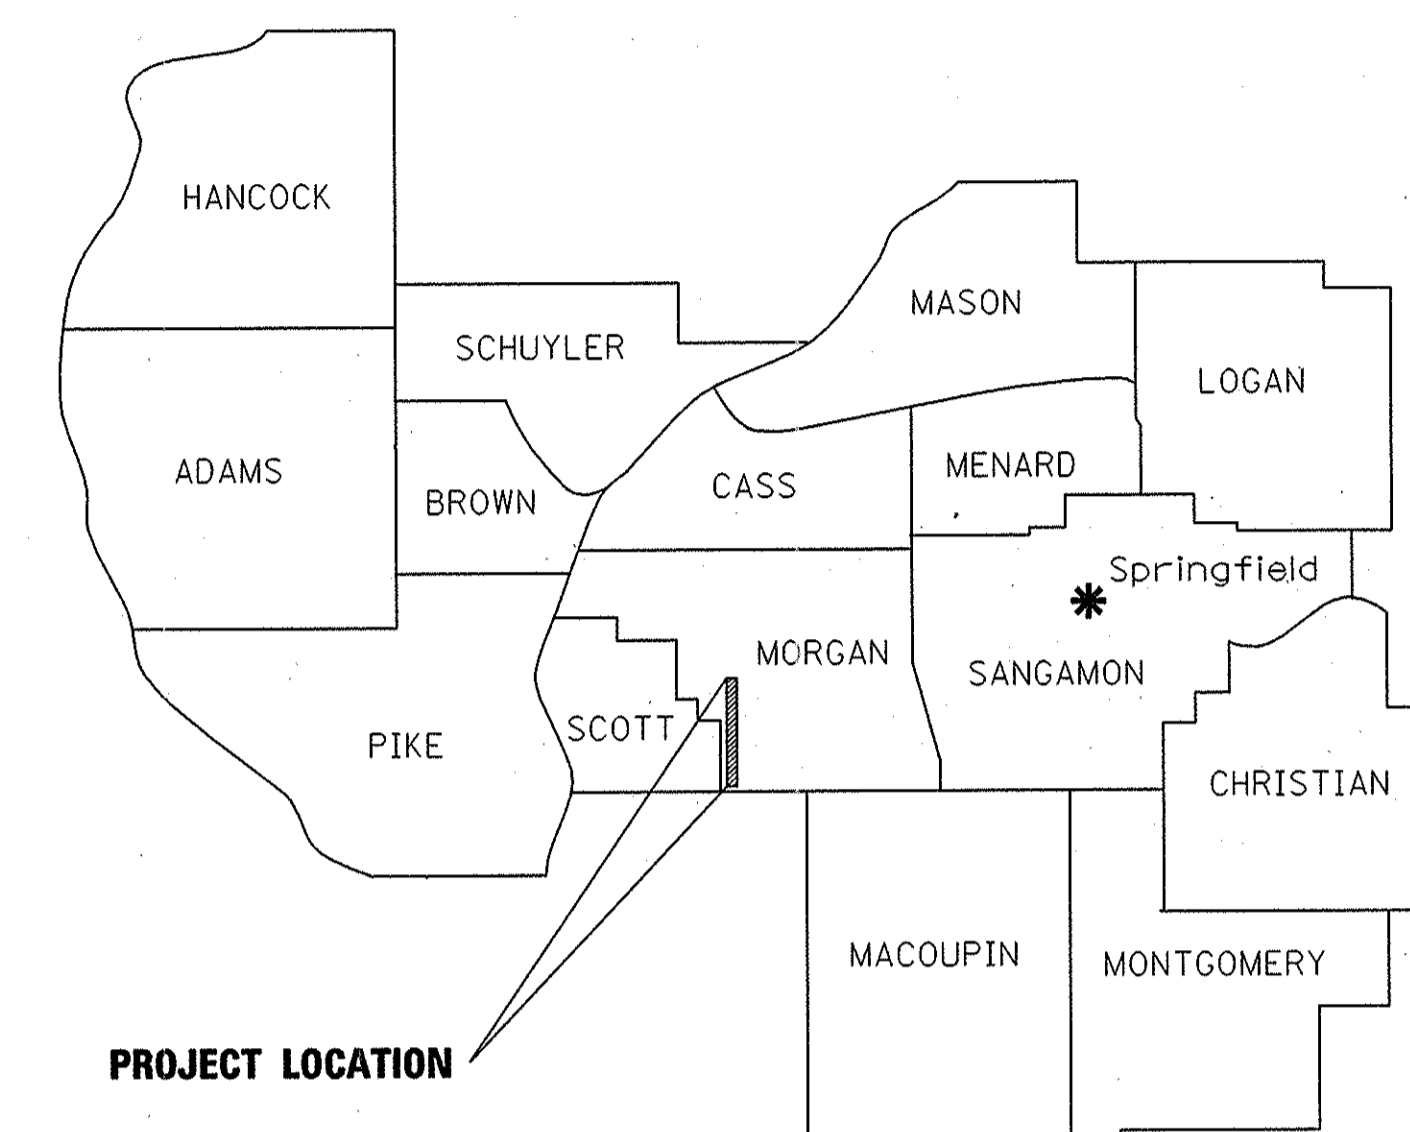 HANCOCK
MASON
SCHUYLER
LOGAN
ADAMS
MENARD
CASS
BROWN
Springfield
MORGAN
SANGAMON
SCOTT
PIKE
CHRISTIAN
MACOUPIN
MONTGOMERY
PROJECT LOCATION